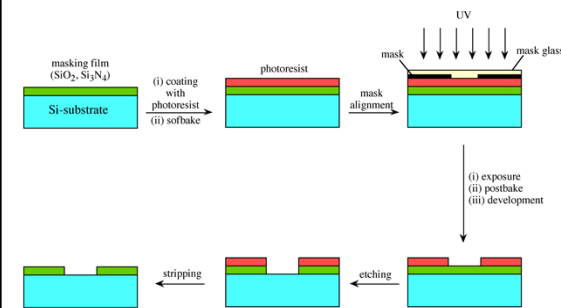 UV
mask
mask glass
masking film
(SiO2, Si3N4)
Si-substrate
(i) coating
with
photoresist
(ii) sofbake
photoresist
mask
alignment
(i) exposure
(ii) postbake
(iii) development
etching
stripping